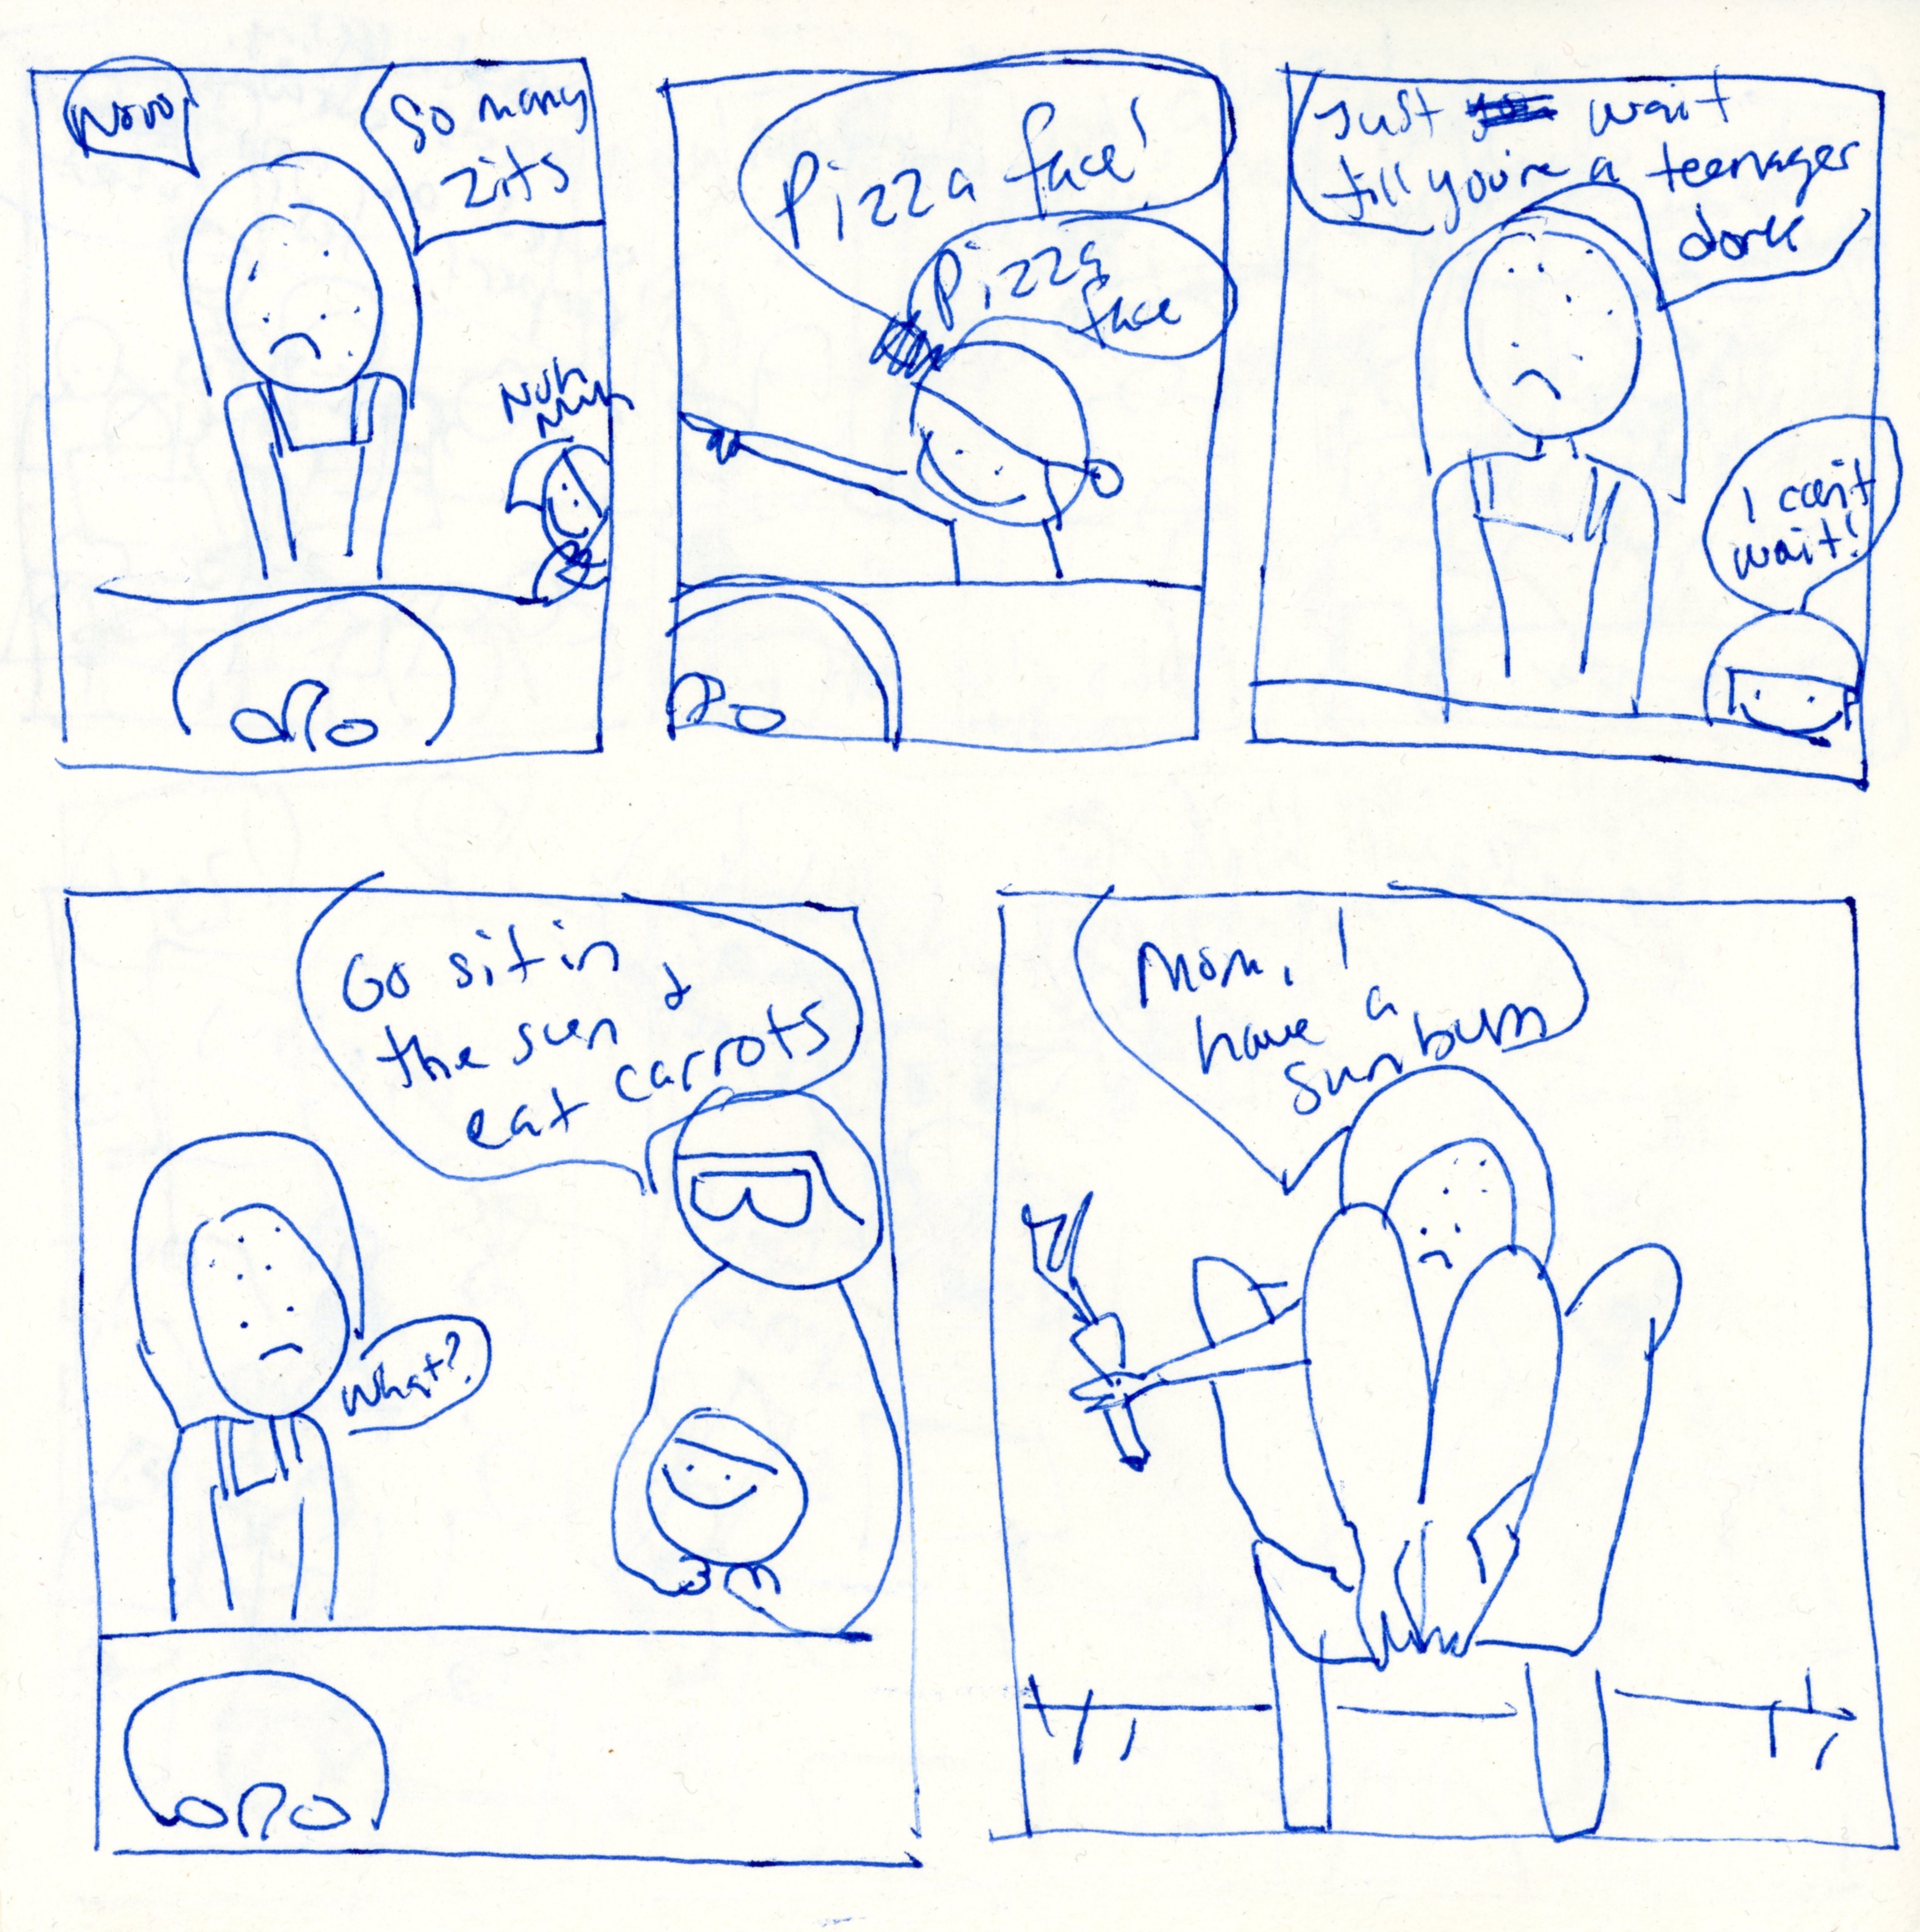 Nooo!
So many
zits
Nuh
Nuh
Pizza face!
Pizza
face
Just wait
till you're a teenager
dork
I can't
wait!
Go sit in
the sun &
eat carrots
What?
Mom, I
have a
sunburn